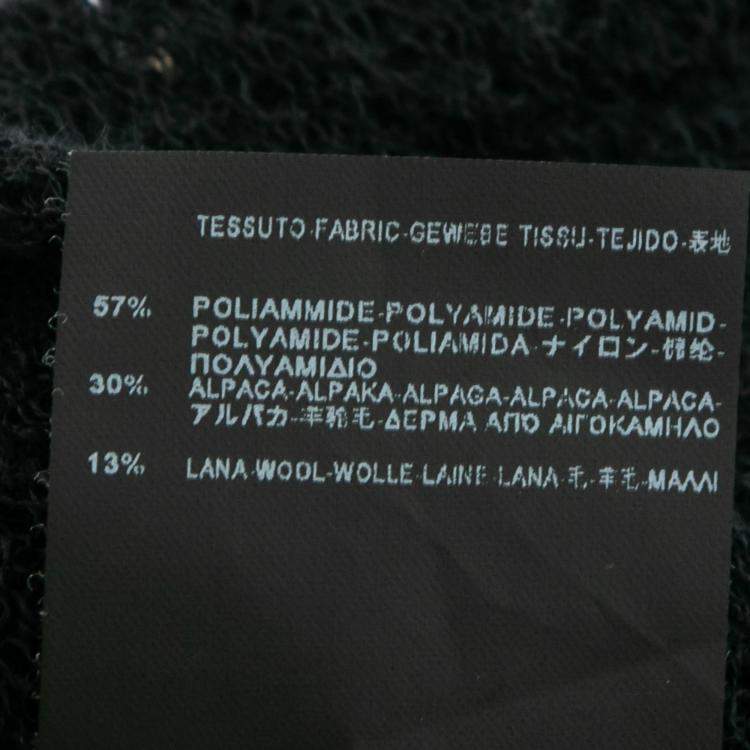 TESSUTO-FABRIC-GEWEBE TISSU-TEJIDO-表地
57% POLIAMMIDE-POLYAMIDE-POLYAMID-
POLYAMIDE-POLIAMIDA-ナイロン-锦纶-
ΠΟΛΥΑΜΙΔΙΟ
30% ALPACA-ALPAKA-ALPAGA-ALPACA-ALPACA-
アルパカ-羊驼毛-ΔΕΡΜΑ ΑΠΟ ΑΙΓΟΚΑΜΗΛΟ
13% LANA-WOOL-WOLLE-LAINE-LANA-毛-羊毛-ΜΑΛΛΙ